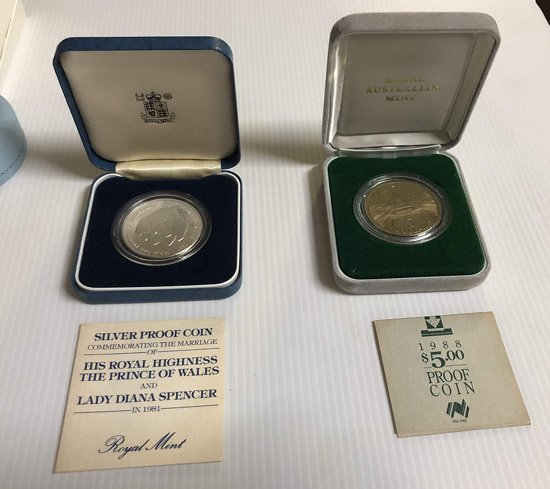 ROYAL
AUSTRALIAN
MINT
SILVER PROOF COIN
COMMEMORATING THE MARRIAGE
OF
HIS ROYAL HIGHNESS
THE PRINCE OF WALES
AND
LADY DIANA SPENCER
IN 1981
Royal Mint
1988
$5.00
PROOF
COIN